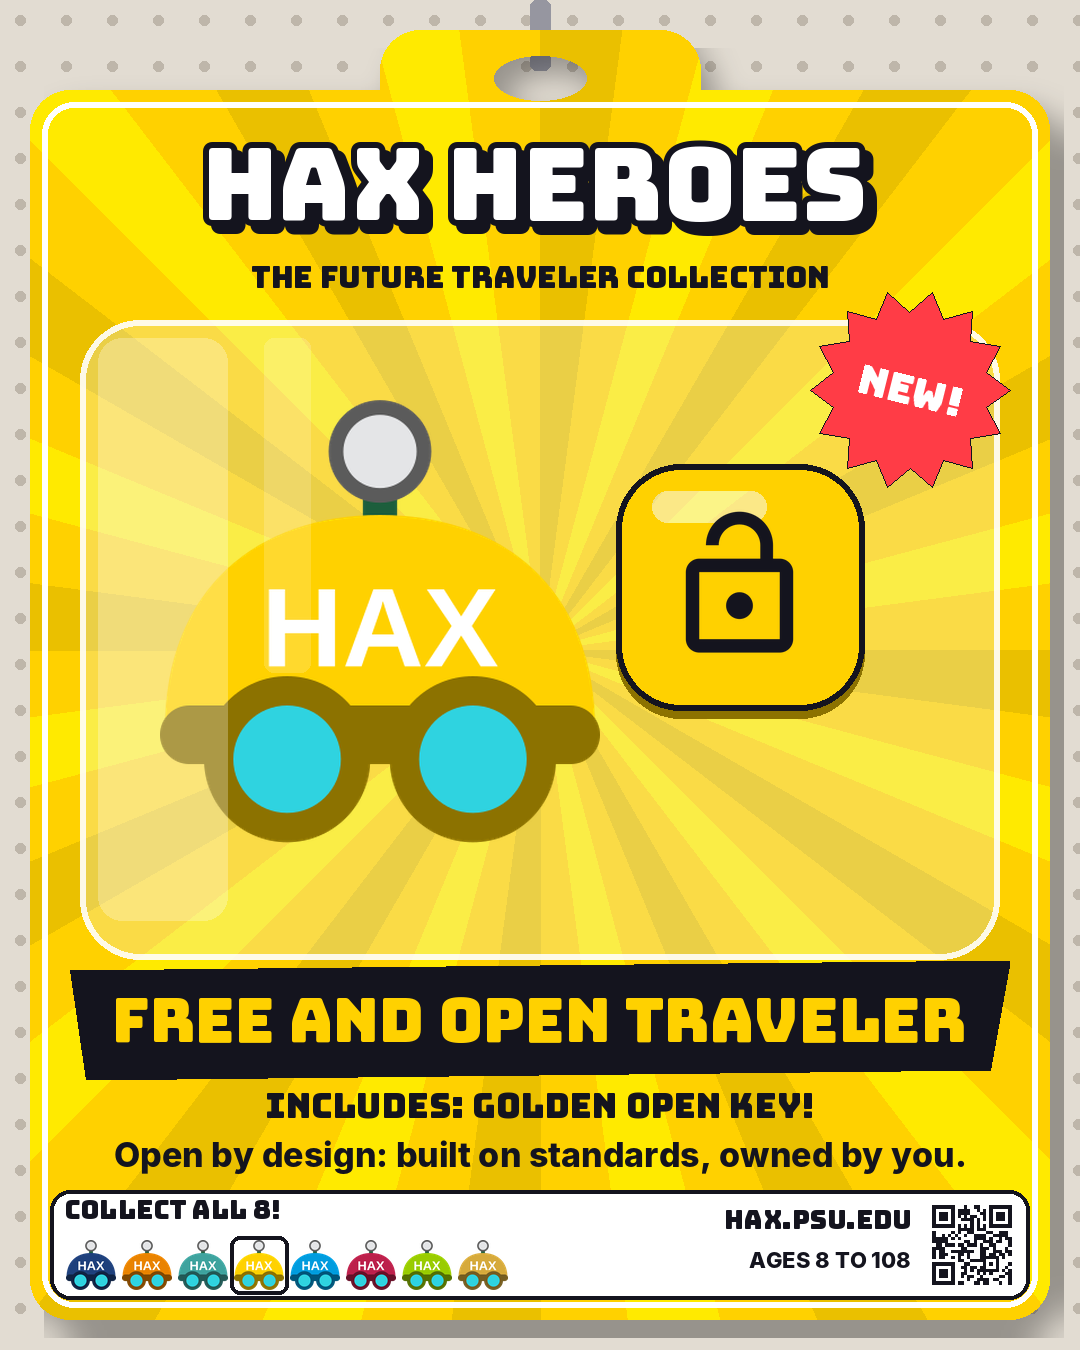 HAX HEROES
THE FUTURE TRAVELER COLLECTION
NEW!
HAX
FREE AND OPEN TRAVELER
INCLUDES: GOLDEN OPEN KEY!
Open by design: built on standards, owned by you.
COLLECT ALL 8!
HAX HAX HAX HAX HAX HAX HAX HAX
HAX.PSU.EDU
AGES 8 TO 108